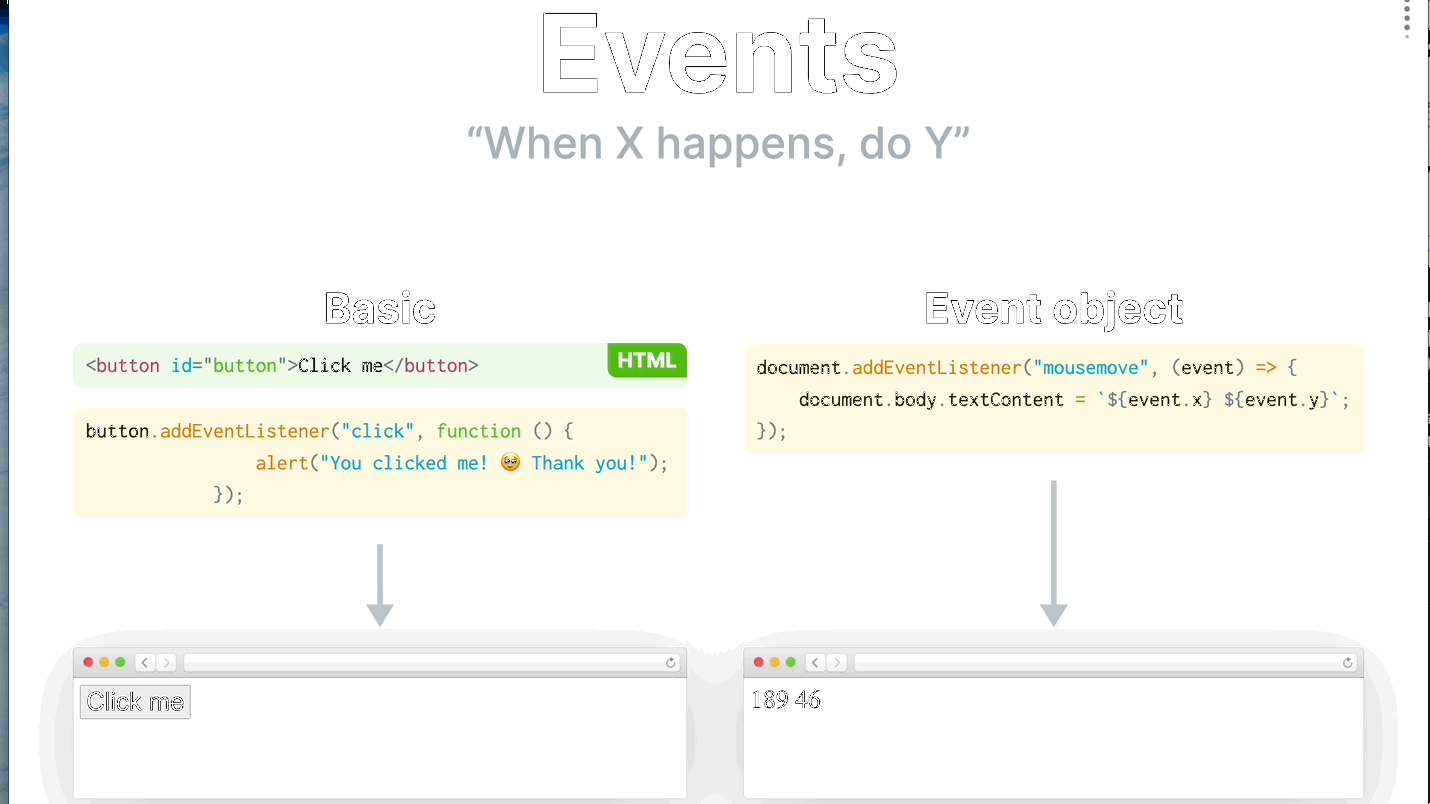 Events
“When X happens, do Y”
Basic
<button id="button">Click me</button>
HTML
button.addEventListener("click", function () {
alert("You clicked me! 🥺 Thank you!");
});
Click me
Event object
document.addEventListener("mousemove", (event) => {
document.body.textContent = `${event.x} ${event.y}`;
});
189 46